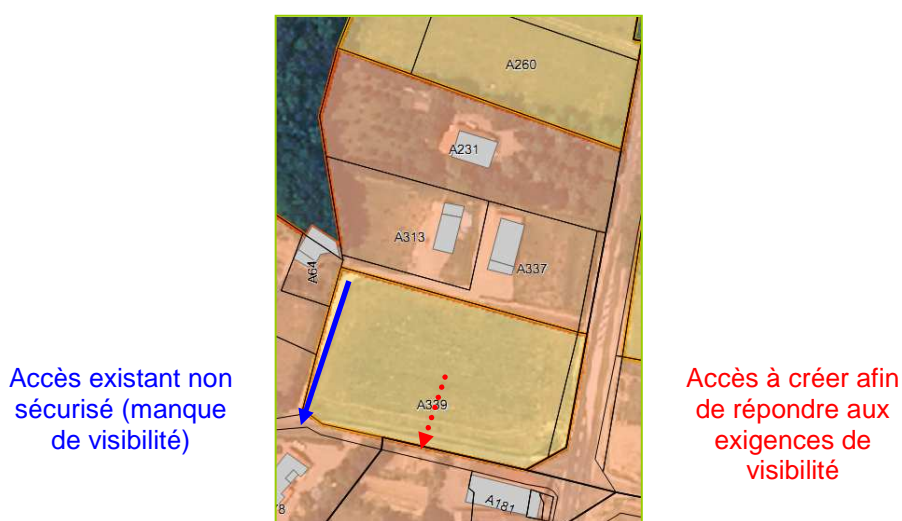 A260
A231
A313
A337
A64
Accès existant non
sécurisé (manque
de visibilité)
A339
Accès à créer afin
de répondre aux
exigences de
visibilité
A181
8